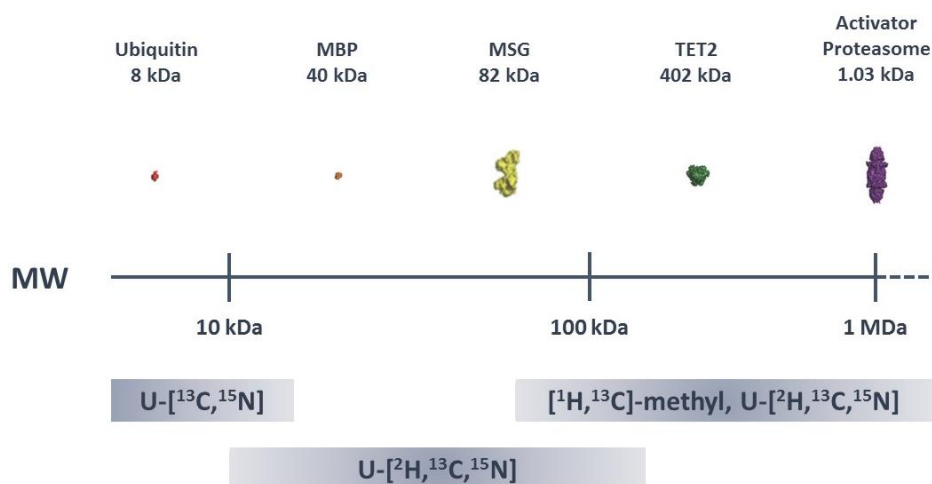 Ubiquitin
8 kDa
MBP
40 kDa
MSG
82 kDa
TET2
402 kDa
Activator
Proteasome
1.03 kDa
MW
10 kDa
100 kDa
1 MDa
U-[¹³C,¹⁵N]
[¹H,¹³C]-methyl, U-[²H,¹³C,¹⁵N]
U-[²H,¹³C,¹⁵N]